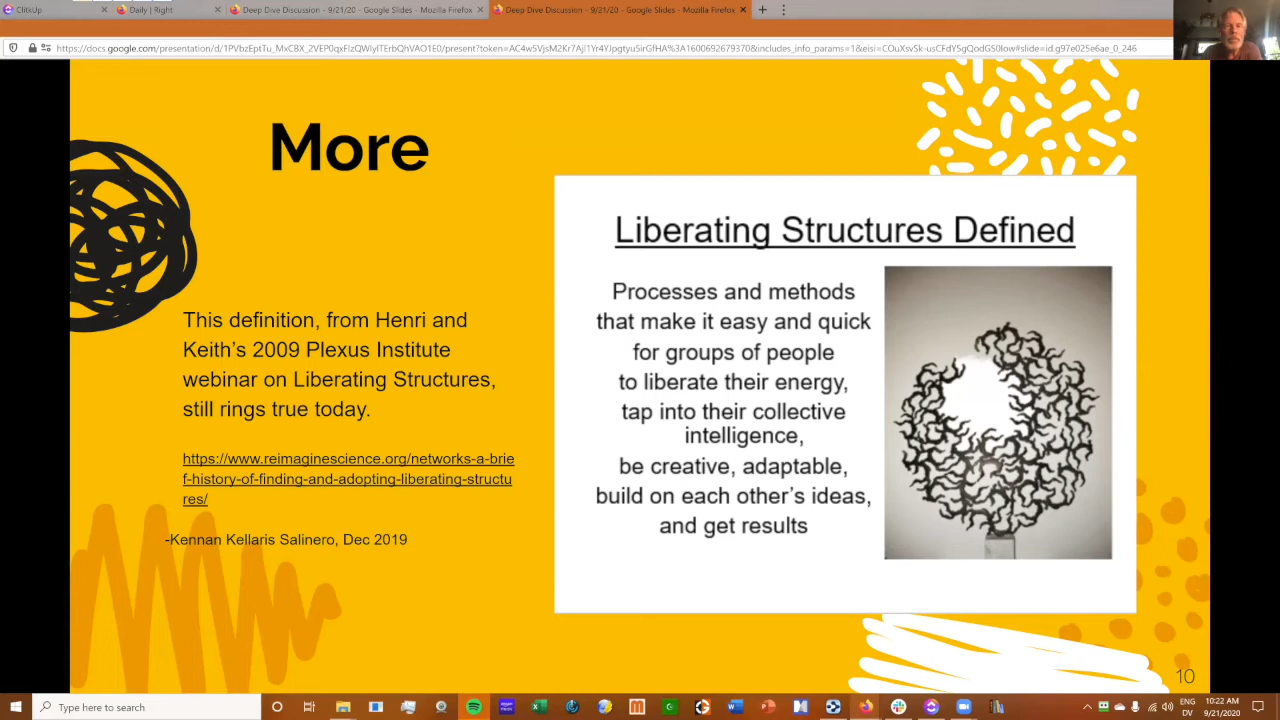 ClitkUp
Daily | Right
Deep Dive Discussion - 9/21/20 - Google Slides - Mozilla Firefox
Deep Dive Discussion - 9/21/20 - Google Slides - Mozilla Firefox
More
Liberating Structures Defined
Processes and methods
that make it easy and quick
for groups of people
to liberate their energy,
tap into their collective
intelligence,
be creative, adaptable,
build on each other's ideas,
and get results
This definition, from Henri and
Keith's 2009 Plexus Institute
webinar on Liberating Structures,
still rings true today.
https://www.reimaginescience.org/networks-a-brie
f-history-of-finding-and-adopting-liberating-structu
res/
-Kennan Kellaris Salinero, Dec 2019
10
Type here to search
ENG
DV
10:22 AM
9/21/2020